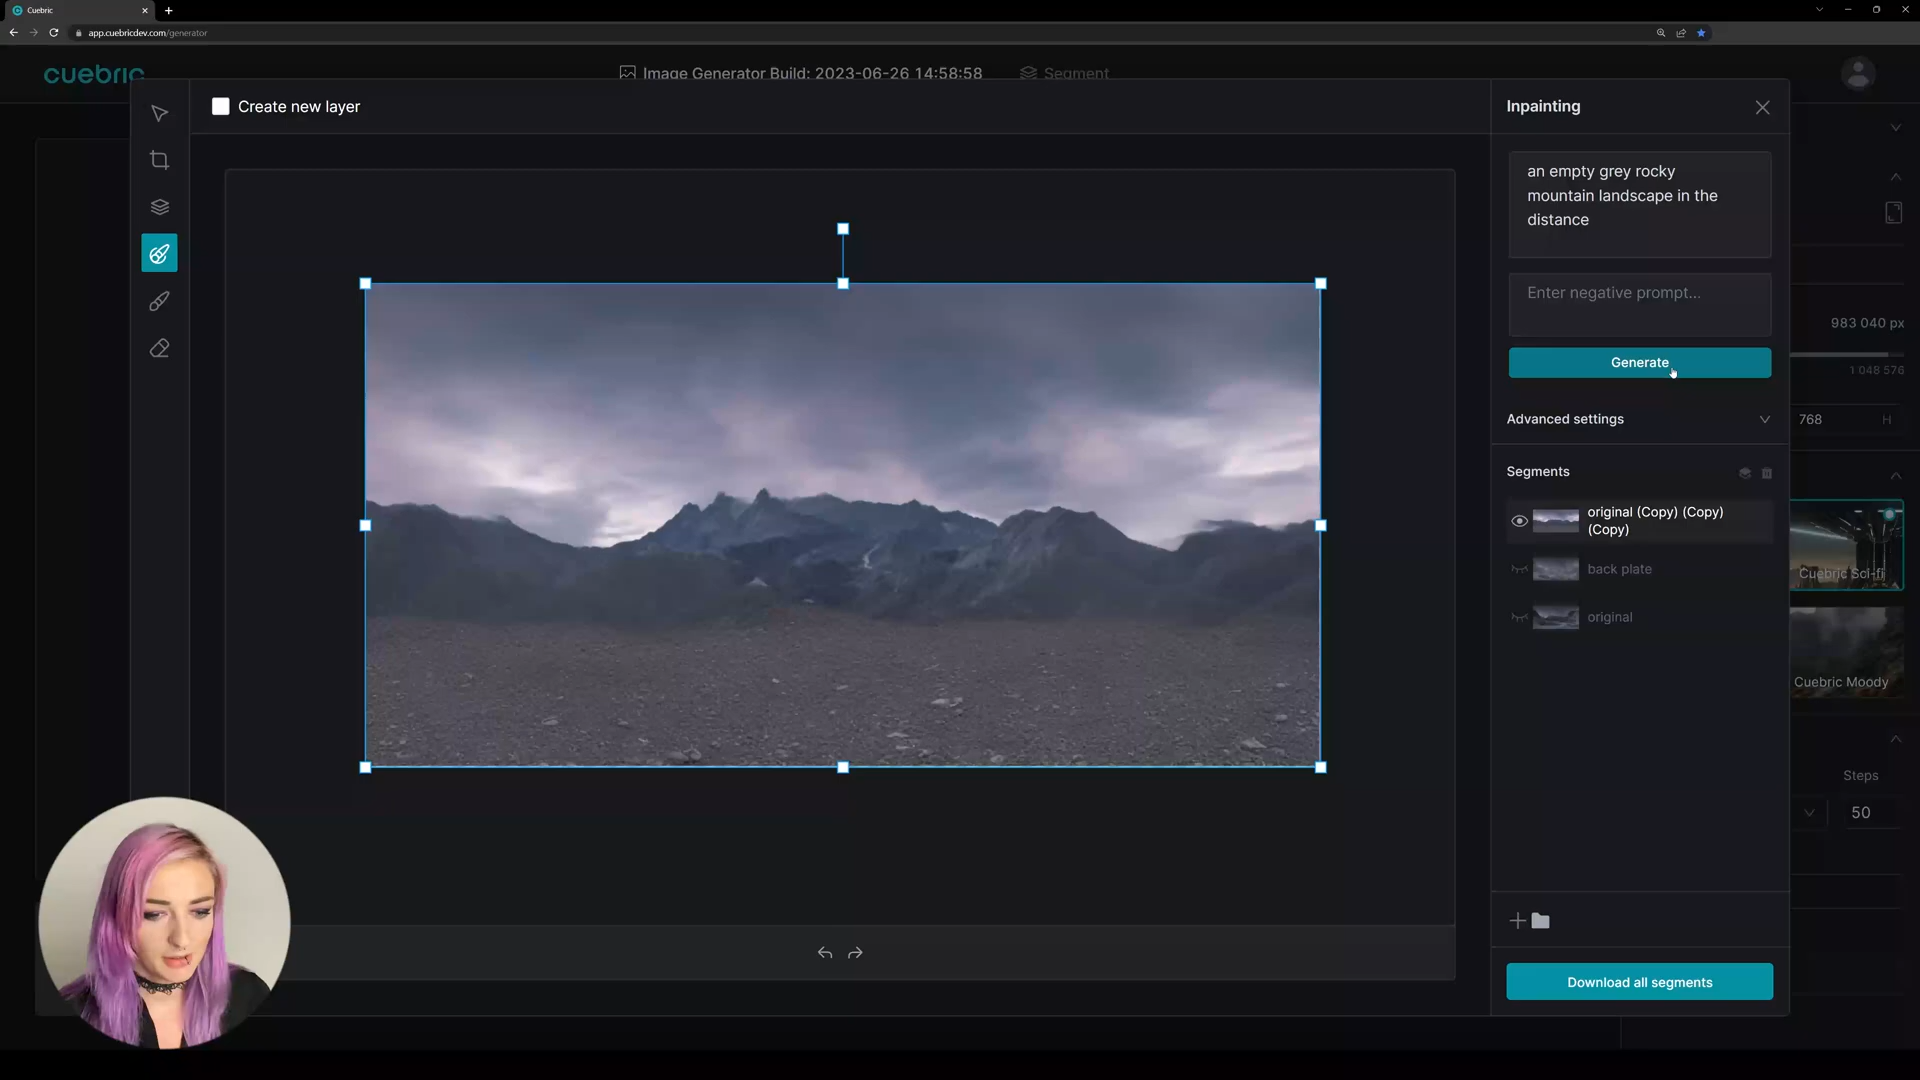 Cuebric
app.cuebricdev.com/generator
cuebric
Image Generator Build: 2023-06-26 14:58:58
Segment
Create new layer
Inpainting
an empty grey rocky
mountain landscape in the
distance
Enter negative prompt...
Generate
Advanced settings
Segments
original (Copy) (Copy)
(Copy)
back plate
original
Download all segments
983 040 px
1 048 576
768 H
Cuebric Sci-fi
Cuebric Moody
Steps
50